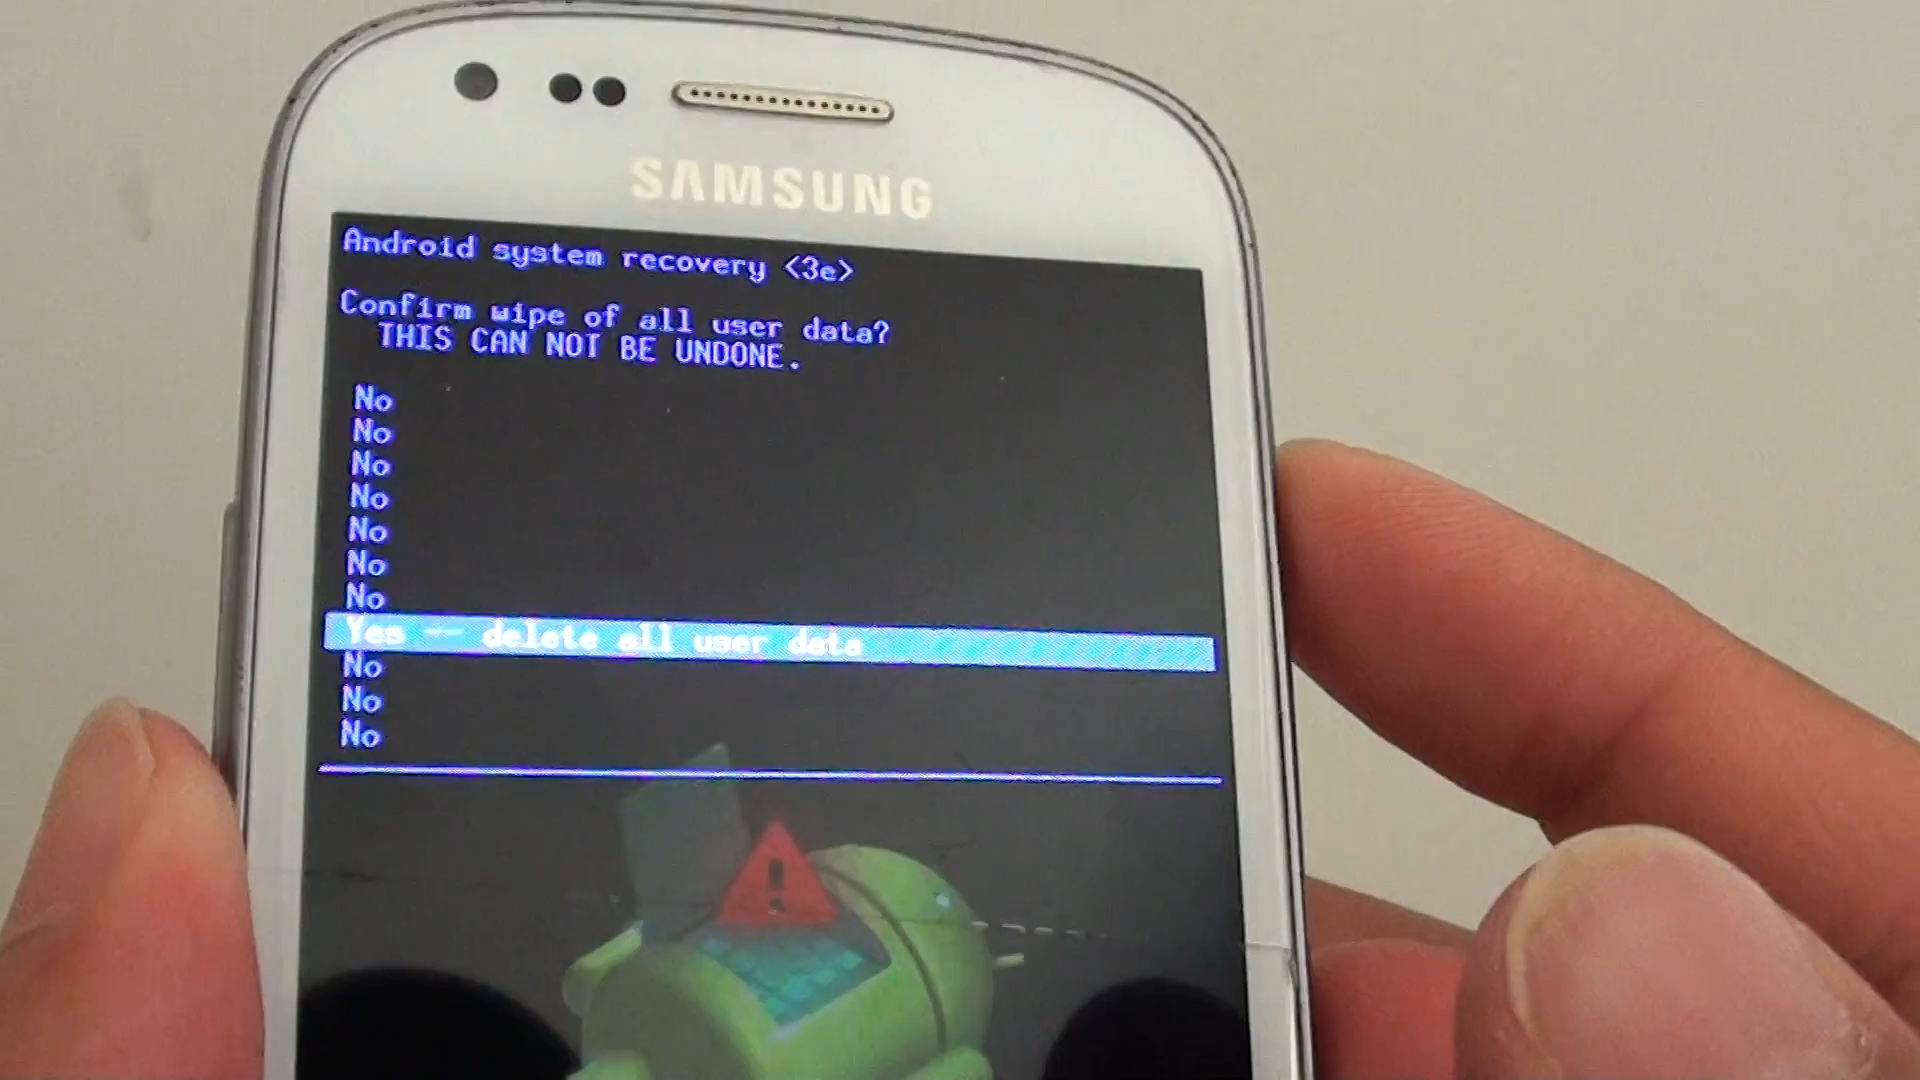 SAMSUNG
Android system recovery <3e>
Confirm wipe of all user data?
THIS CAN NOT BE UNDONE.
No
No
No
No
No
No
No
Yes -- delete all user data
No
No
No